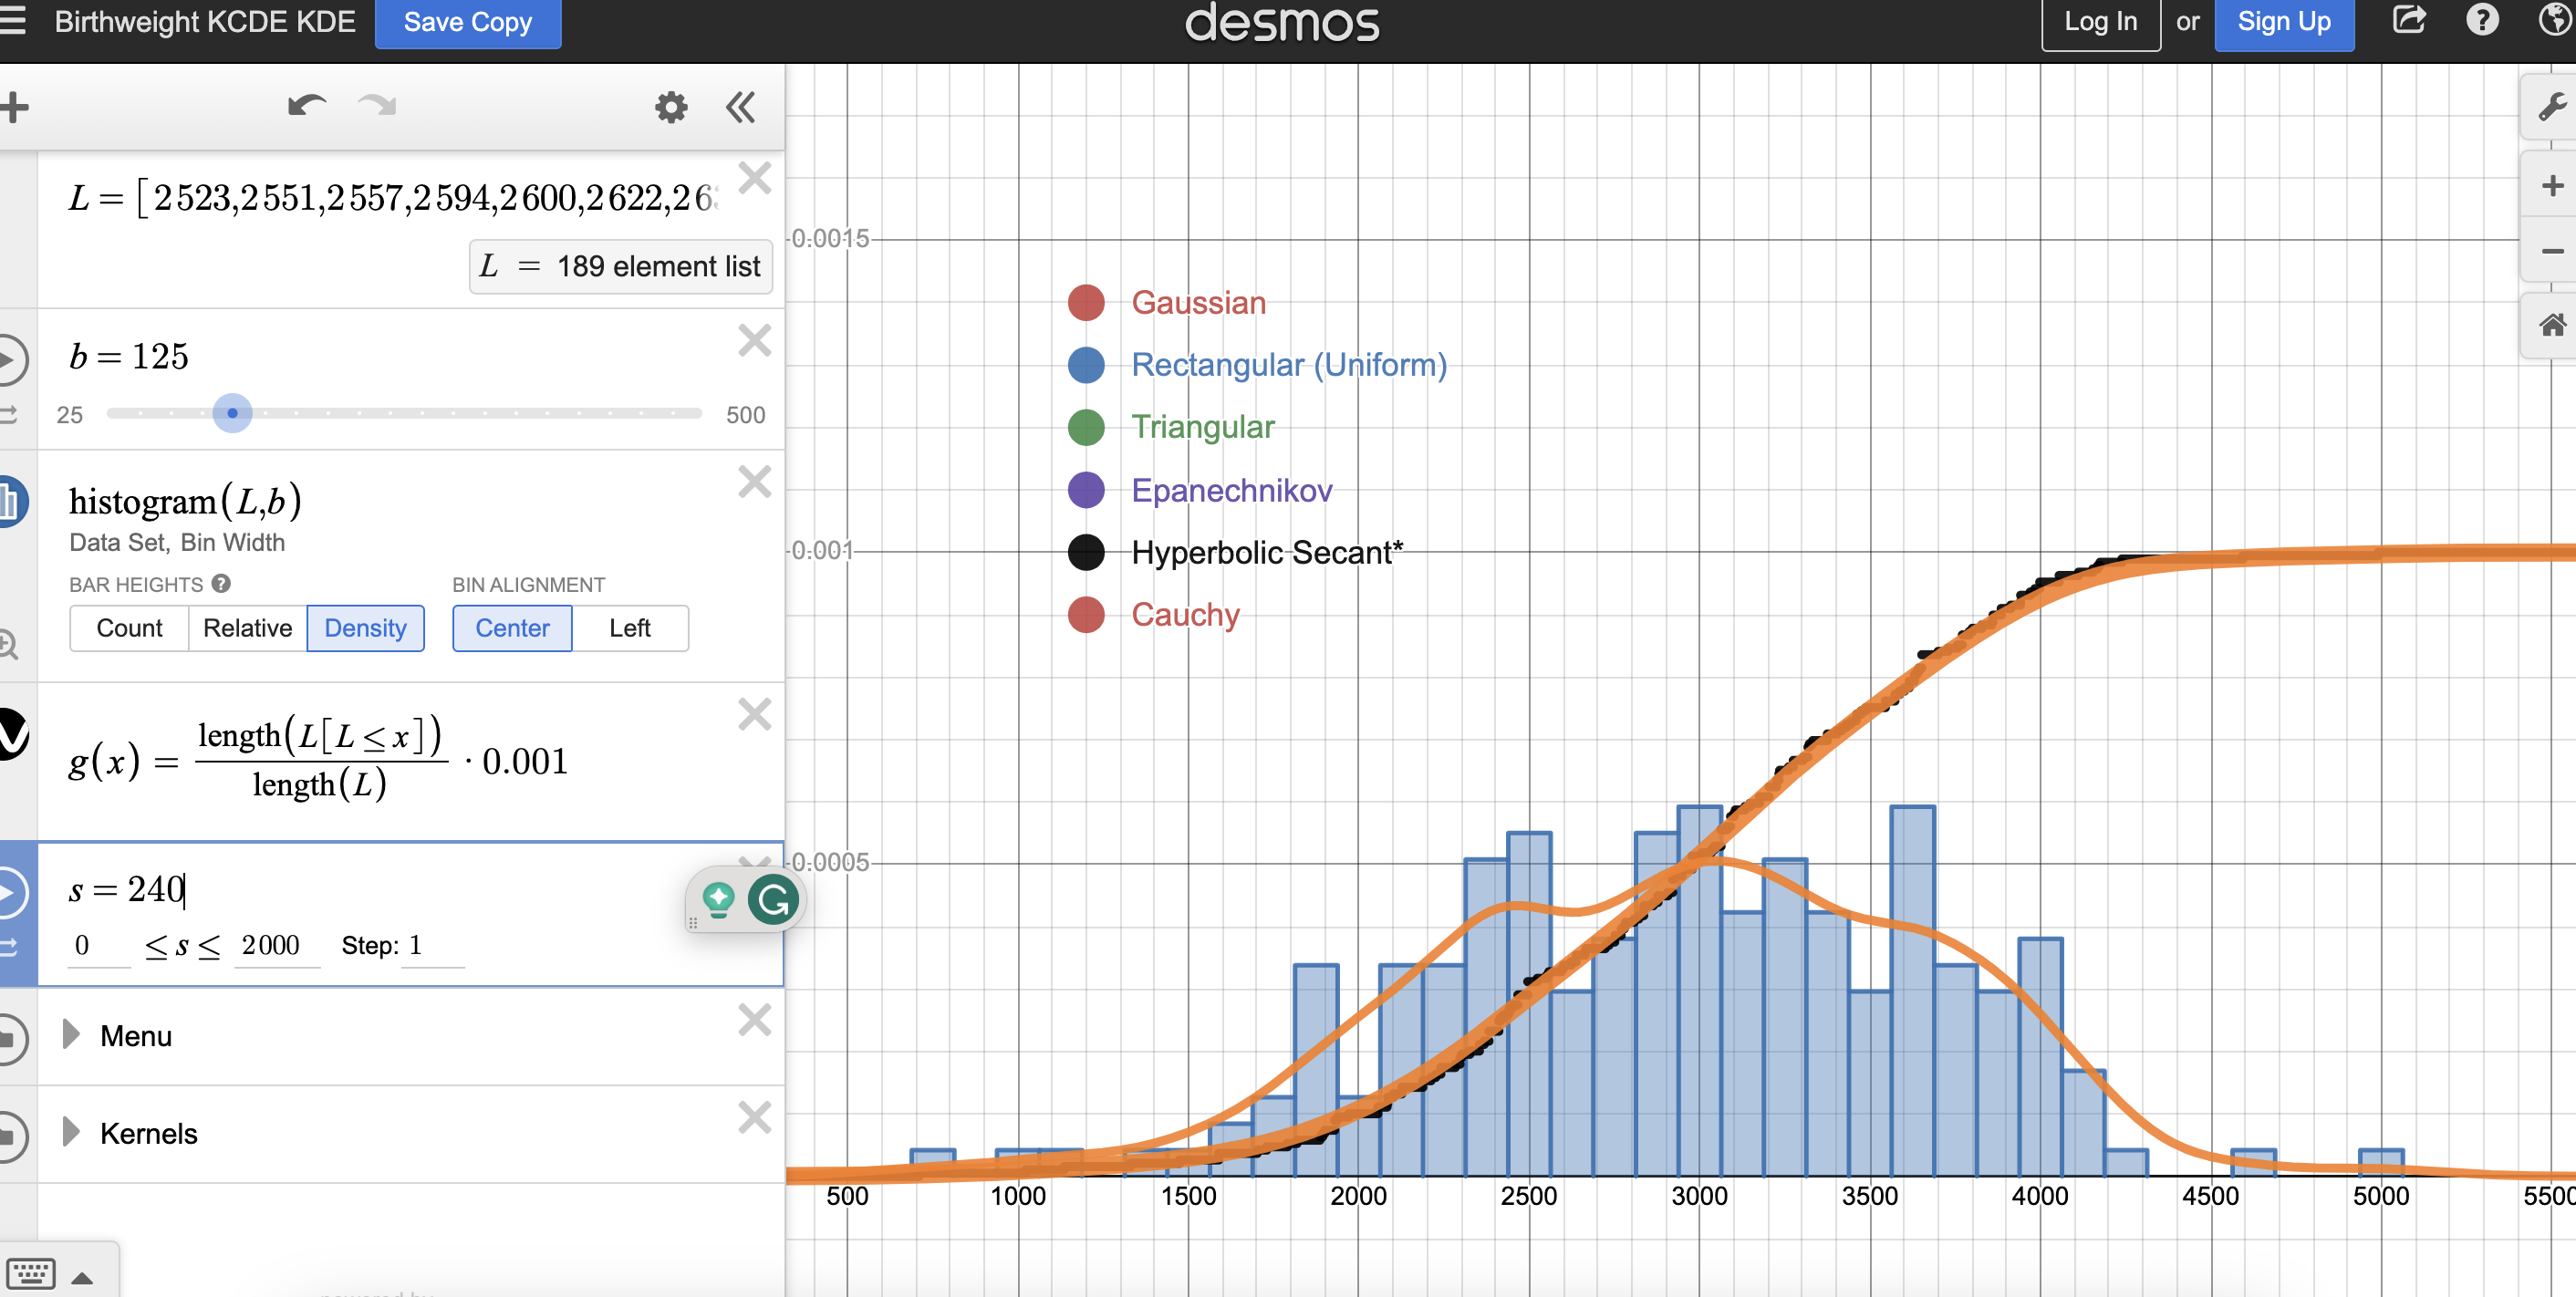 Birthweight KCDE KDE
Save Copy
desmos
Log In or Sign Up
L = [2523,2551,2557,2594,2600,2622,26
L = 189 element list
b = 125
25 500
histogram(L,b)
Data Set, Bin Width
BAR HEIGHTS ? BIN ALIGNMENT
Count Relative Density Center Left
g(x) = length(L[L ≤ x]) / length(L) · 0.001
s = 240
0 ≤ s ≤ 2000 Step: 1
Menu
Kernels
0.0015
Gaussian
Rectangular (Uniform)
Triangular
Epanechnikov
0.001
Hyperbolic Secant*
Cauchy
0.0005
500 1000 1500 2000 2500 3000 3500 4000 4500 5000 5500